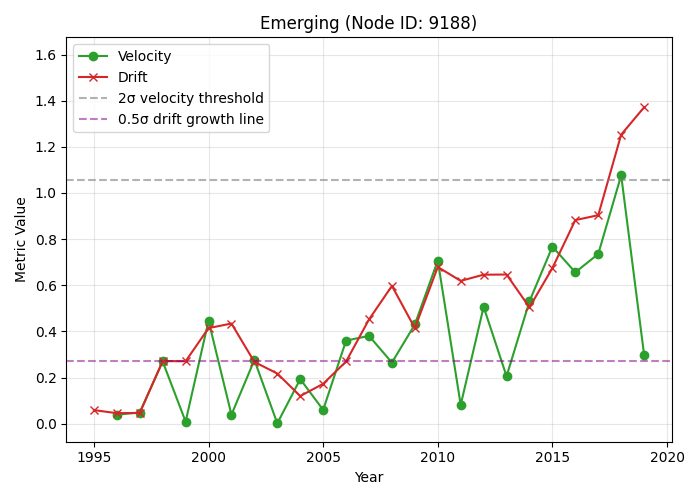 Emerging (Node ID: 9188)
Velocity
Drift
2σ velocity threshold
0.5σ drift growth line
Metric Value
1.6
1.4
1.2
1.0
0.8
0.6
0.4
0.2
0.0
1995 2000 2005 2010 2015 2020
Year